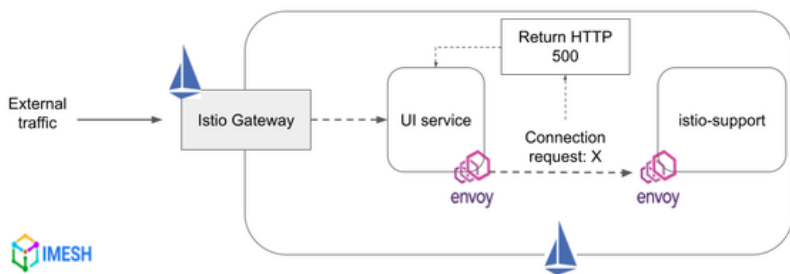 Return HTTP
500
External
traffic
Istio Gateway
UI service
Connection
request: X
istio-support
envoy
envoy
IMESH